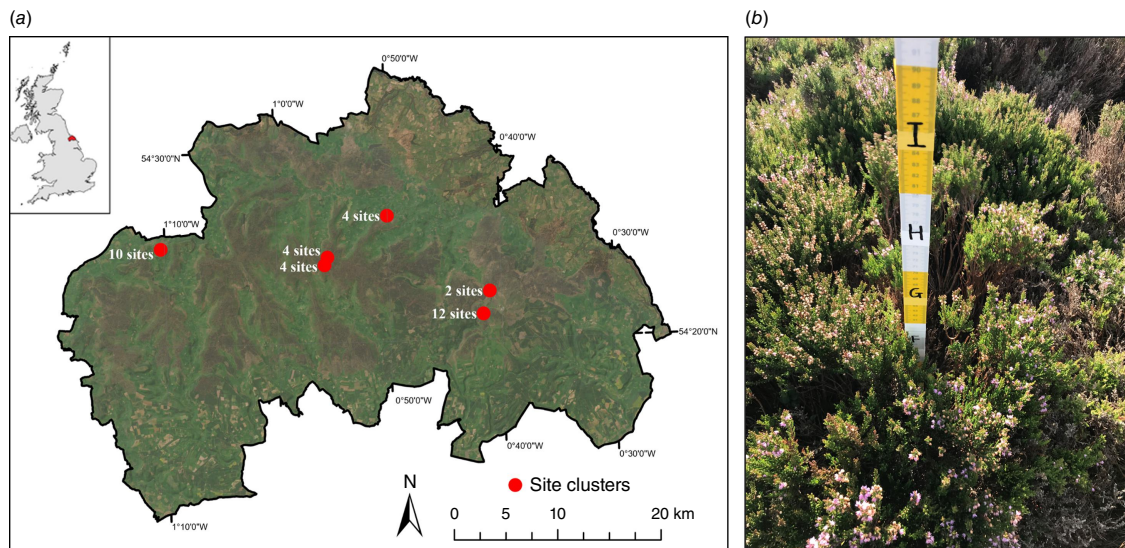 (a)
(b)
0°50'0"W
1°0'0"W
0°40'0"W
54°30'0"N
1°10'0"W
4 sites
0°30'0"W
10 sites
4 sites
4 sites
2 sites
12 sites
54°20'0"N
0°50'0"W
0°40'0"W
0°30'0"W
N
Site clusters
1°10'0"W
0 5 10 20 km
I
H
G
F